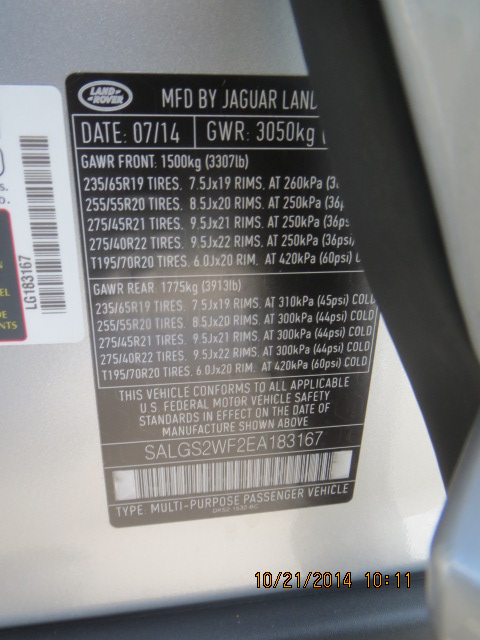 LAND-
ROVER
MFD BY JAGUAR LAND
DATE: 07/14 GWR: 3050kg (
GAWR FRONT: 1500kg (3307lb)
235/65R19 TIRES. 7.5Jx19 RIMS. AT 260kPa
255/55R20 TIRES. 8.5Jx20 RIMS. AT 250kPa (36p
275/45R21 TIRES. 9.5Jx21 RIMS. AT 250kPa (36ps
275/40R22 TIRES. 9.5Jx22 RIMS. AT 250kPa (36psi
T195/70R20 TIRES. 6.0Jx20 RIM. AT 420kPa (60psi)
GAWR REAR: 1775kg (3913lb)
235/65R19 TIRES. 7.5Jx19 RIMS. AT 310kPa (45psi) COLD
255/55R20 TIRES. 8.5Jx20 RIMS. AT 300kPa (44psi) COLD
275/45R21 TIRES. 9.5Jx21 RIMS. AT 300kPa (44psi) COLD
275/40R22 TIRES. 9.5Jx22 RIMS. AT 300kPa (44psi) COLD
T195/70R20 TIRES. 6.0Jx20 RIM. AT 420kPa (60psi) COLD
THIS VEHICLE CONFORMS TO ALL APPLICABLE
U.S. FEDERAL MOTOR VEHICLE SAFETY
STANDARDS IN EFFECT ON THE DATE OF
MANUFACTURE SHOWN ABOVE
SALGS2WF2EA183167
TYPE: MULTI-PURPOSE PASSENGER VEHICLE
LG183167
10/21/2014 10:11